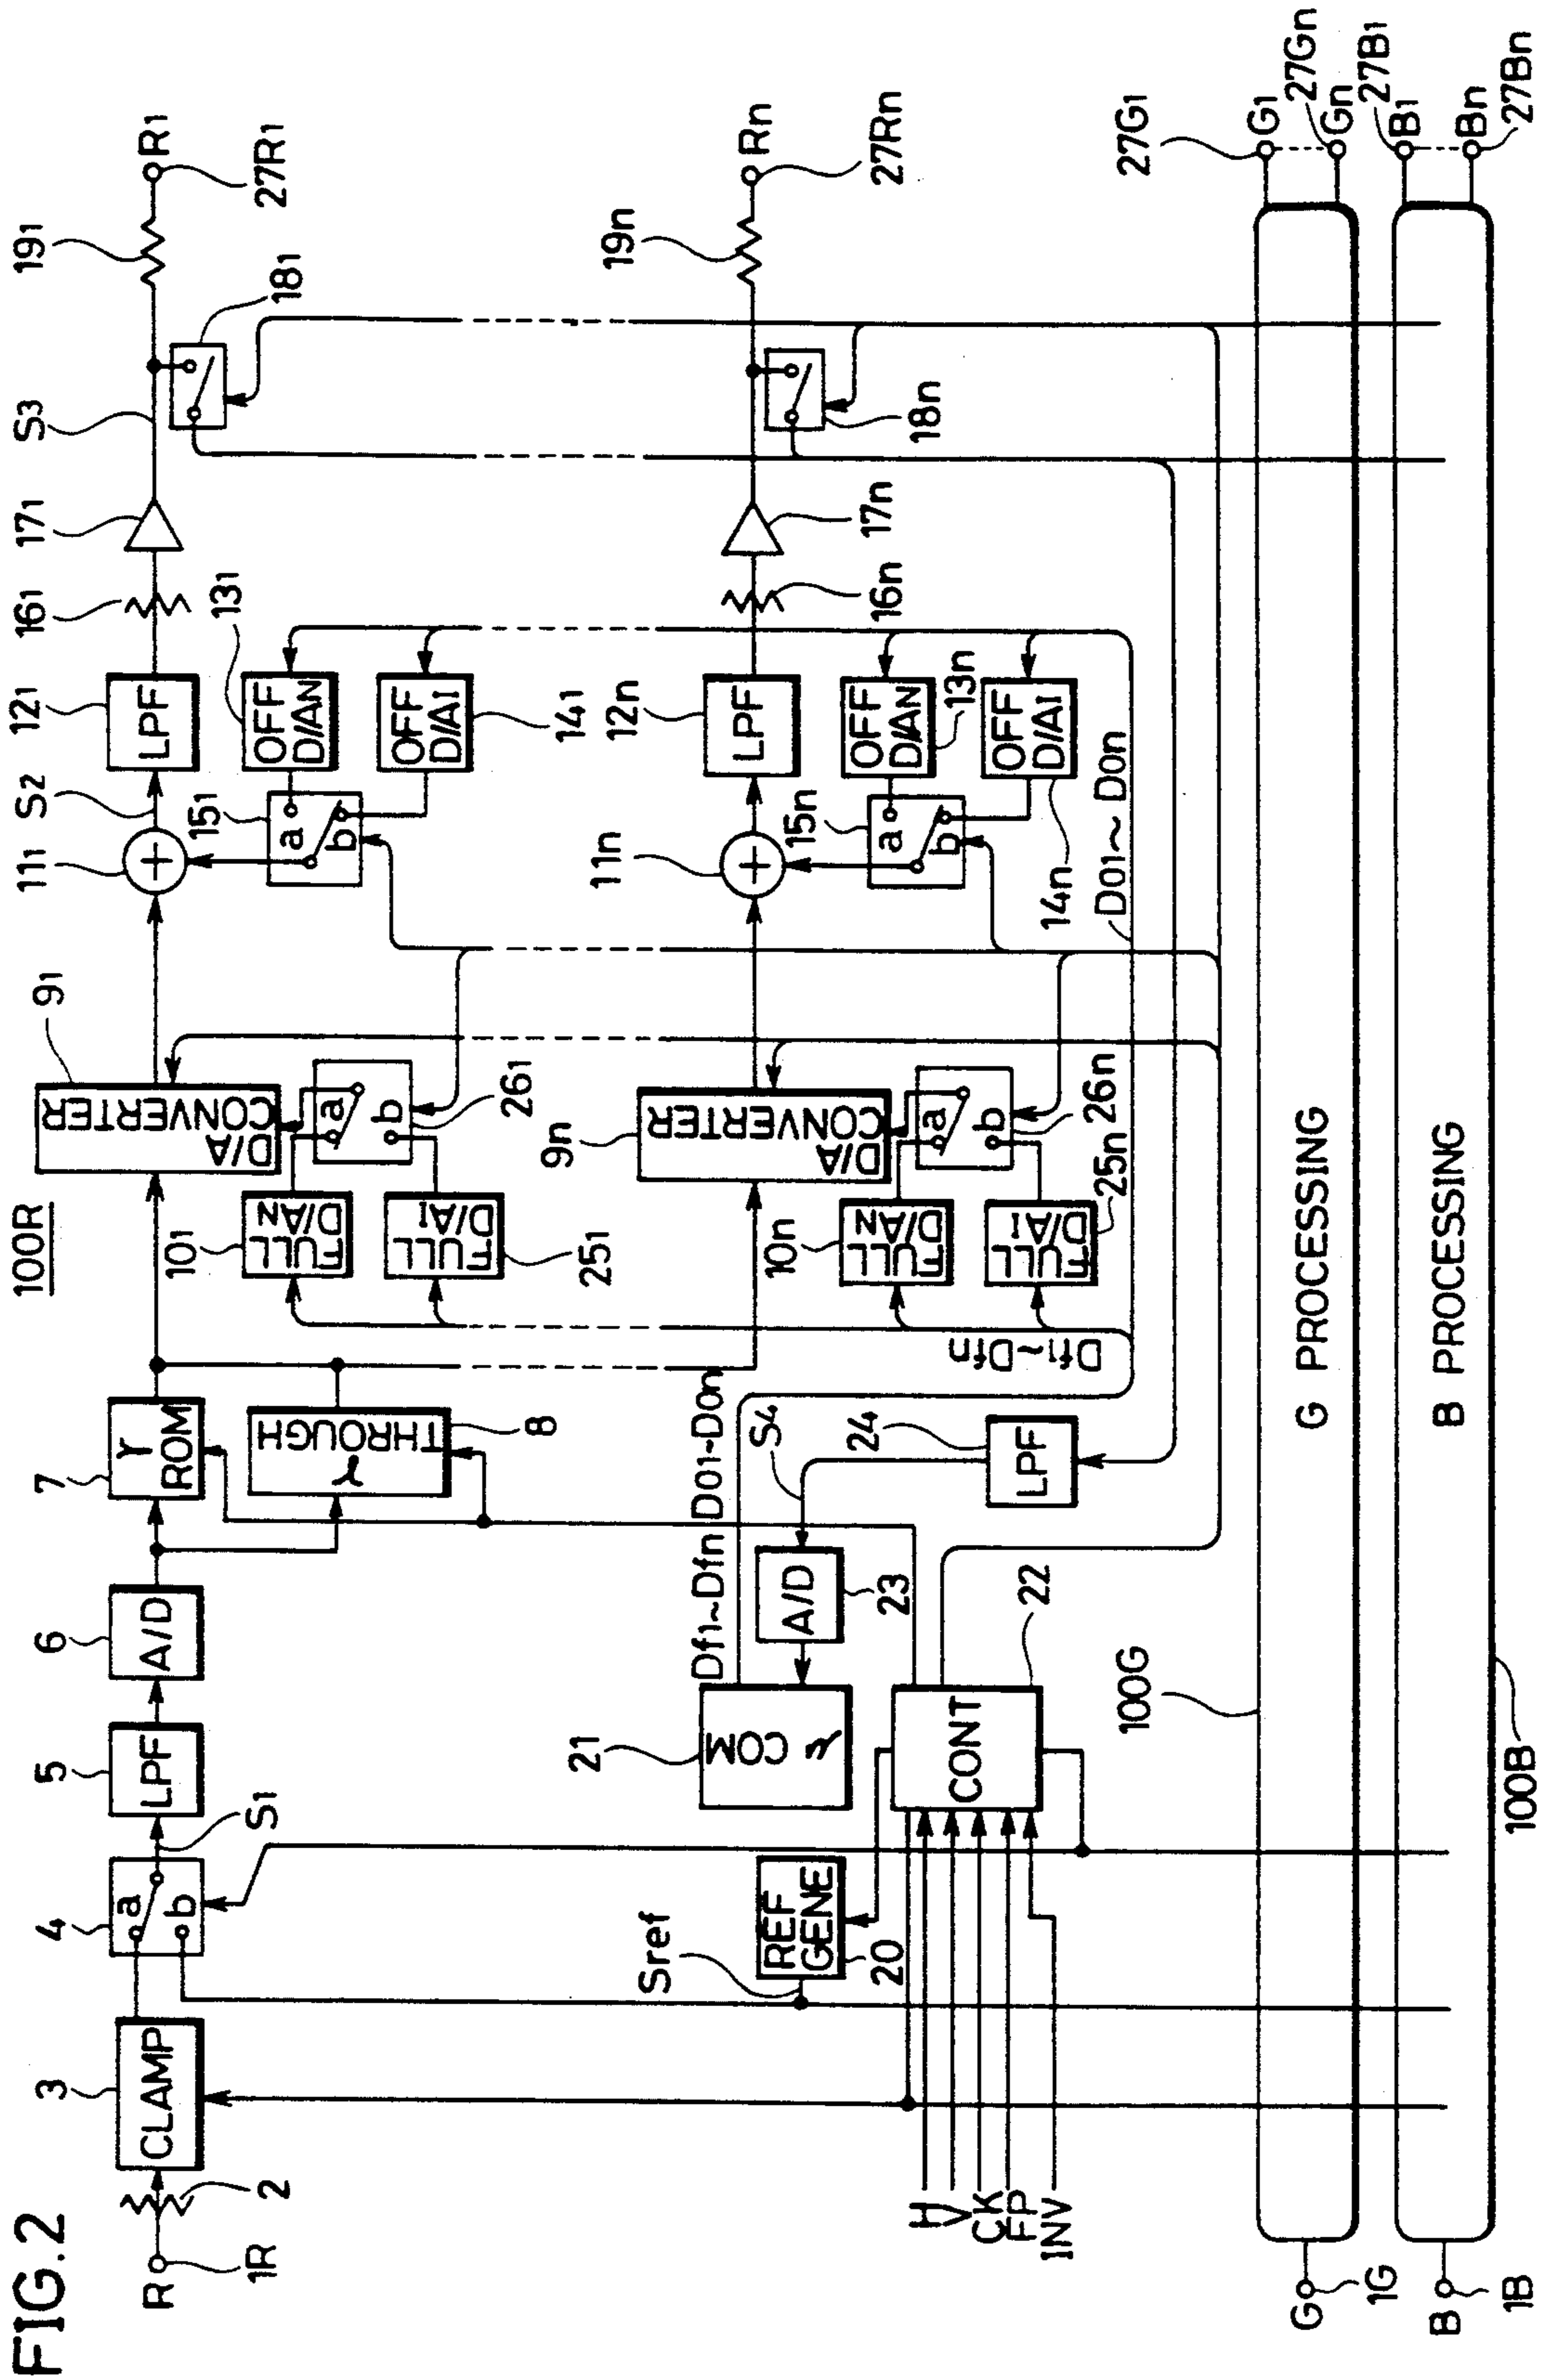 FIG.2
100R
R
1R
2
3
CLAMP
4
a
b
S1
5
LPF
6
A/D
7
γ
ROM
8
THROUGH
l
91
D/A
CONVERTER
101
FULL
D/AN
251
FULL
D/AI
261
a
b
111
+
S2
151
a
b
121
LPF
131
OFF
D/AN
141
OFF
D/AI
161
171
S3
181
191
R1
27R1
9n
D/A
CONVERTER
10n
FULL
D/AN
25n
FULL
D/AI
26n
a
b
11n
+
15n
a
b
12n
LPF
13n
OFF
D/AN
14n
OFF
D/AI
16n
17n
18n
19n
Rn
27Rn
Sref
REF
GENE
20
21
μ
COM
Df1~Dfn D01~D0n
S4
A/D
23
24
LPF
Df1~Dfn
D01~D0n
CONT
22
H
V
CK
FP
INV
100G
G
1G
G PROCESSING
27G1
G1
Gn
27Gn
B
1B
B PROCESSING
100B
27B1
B1
Bn
27Bn